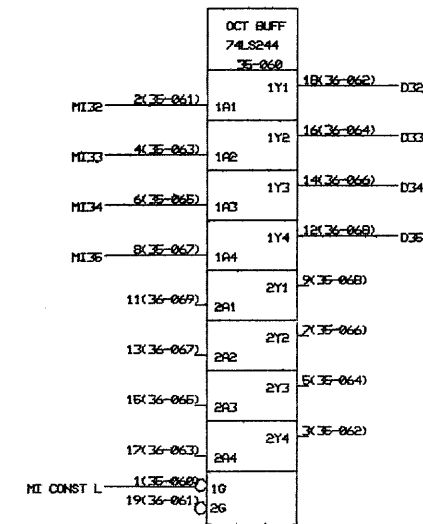 OCT BUFF
74LS244
35-060
1Y1 18(36-062) D32
MI32 2(35-061) 1A1
1Y2 16(36-064) D33
MI33 4(35-063) 1A2
1Y3 14(36-066) D34
MI34 6(35-065) 1A3
1Y4 12(36-068) D35
MI35 8(35-067) 1A4
2Y1 9(35-068)
11(36-069) 2A1
2Y2 7(35-066)
13(36-067) 2A2
2Y3 5(35-064)
15(36-065) 2A3
2Y4 3(35-062)
17(36-063) 2A4
MI CONST L 1(35-060) 1G
19(36-061) 2G